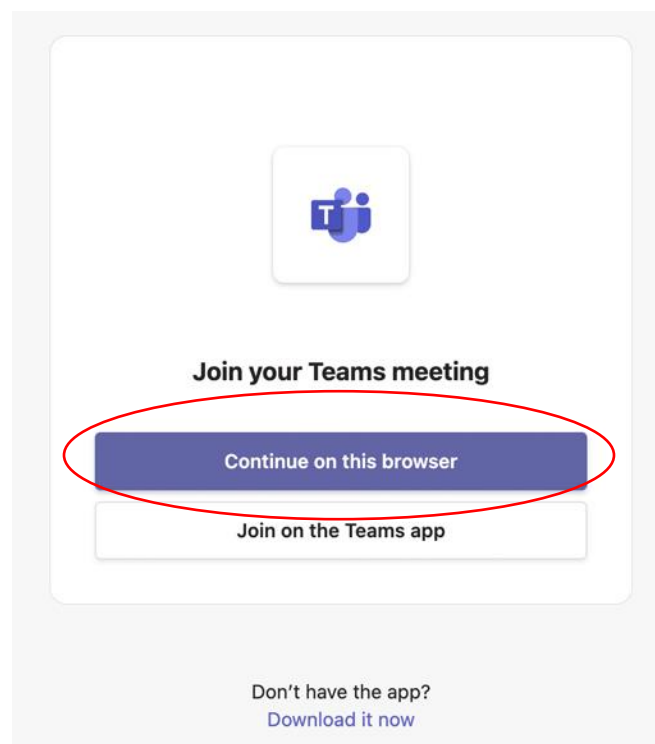 T
Join your Teams meeting
Continue on this browser
Join on the Teams app
Don't have the app?
Download it now